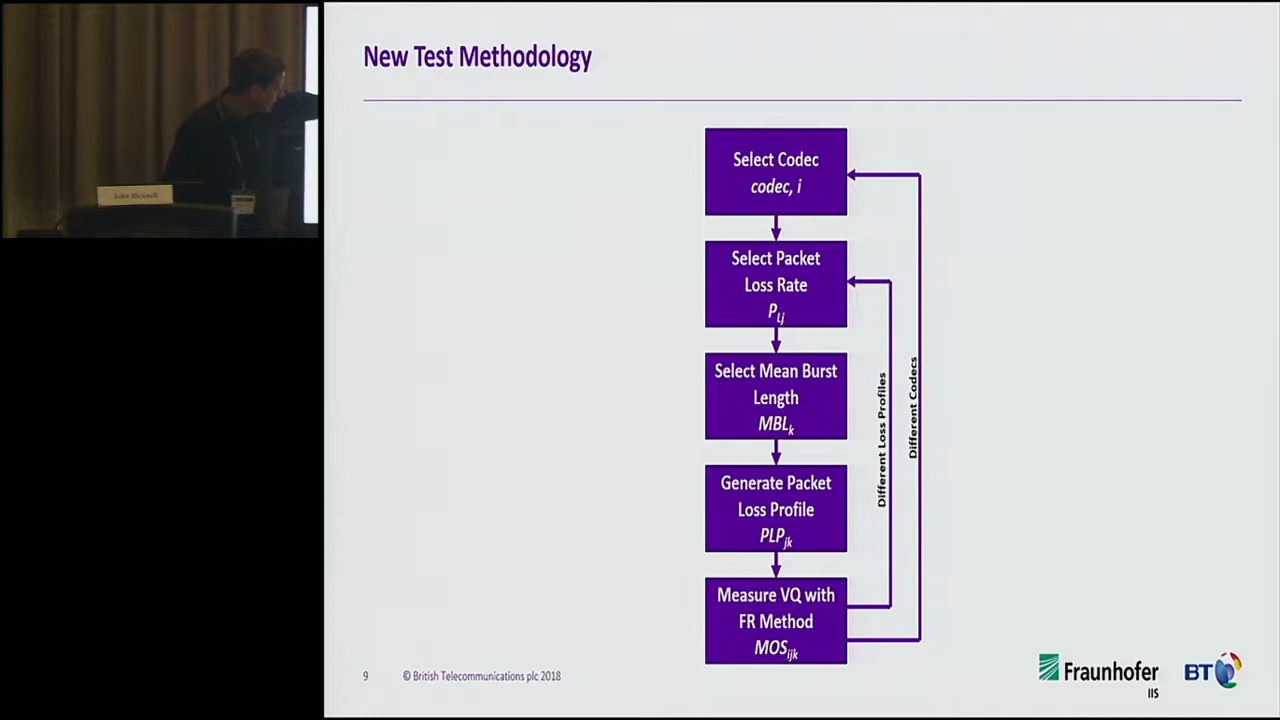 New Test Methodology
Select Codec
codec, i
Select Packet
Loss Rate
PLj
Select Mean Burst
Length
MBLk
Generate Packet
Loss Profile
PLPjk
Measure VQ with
FR Method
MOSijk
Different Loss Profiles
Different Codecs
9
© British Telecommunications plc 2018
Fraunhofer
IIS
BT